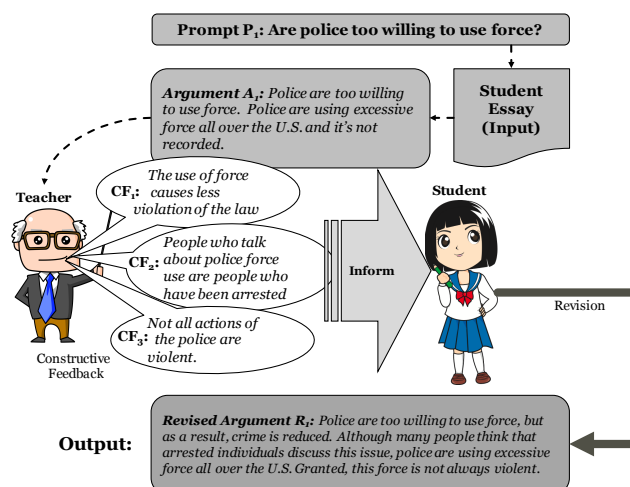 Prompt P1: Are police too willing to use force?
Argument A1: Police are too willing
to use force. Police are using excessive
force all over the U.S. and it's not
recorded.
Student
Essay
(Input)
Teacher
CF1: The use of force
causes less
violation of the law
CF2: People who talk
about police force
use are people who
have been arrested
CF3: Not all actions of
the police are
violent.
Constructive
Feedback
Inform
Student
Revision
Output:
Revised Argument R1: Police are too willing to use force, but
as a result, crime is reduced. Although many people think that
arrested individuals discuss this issue, police are using excessive
force all over the U.S. Granted, this force is not always violent.